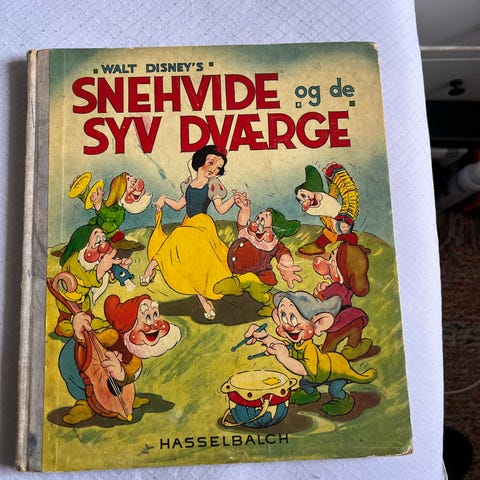 WALT DISNEY'S
SNEHVIDE og de
SYV DVÆRGE
HASSELBALCH